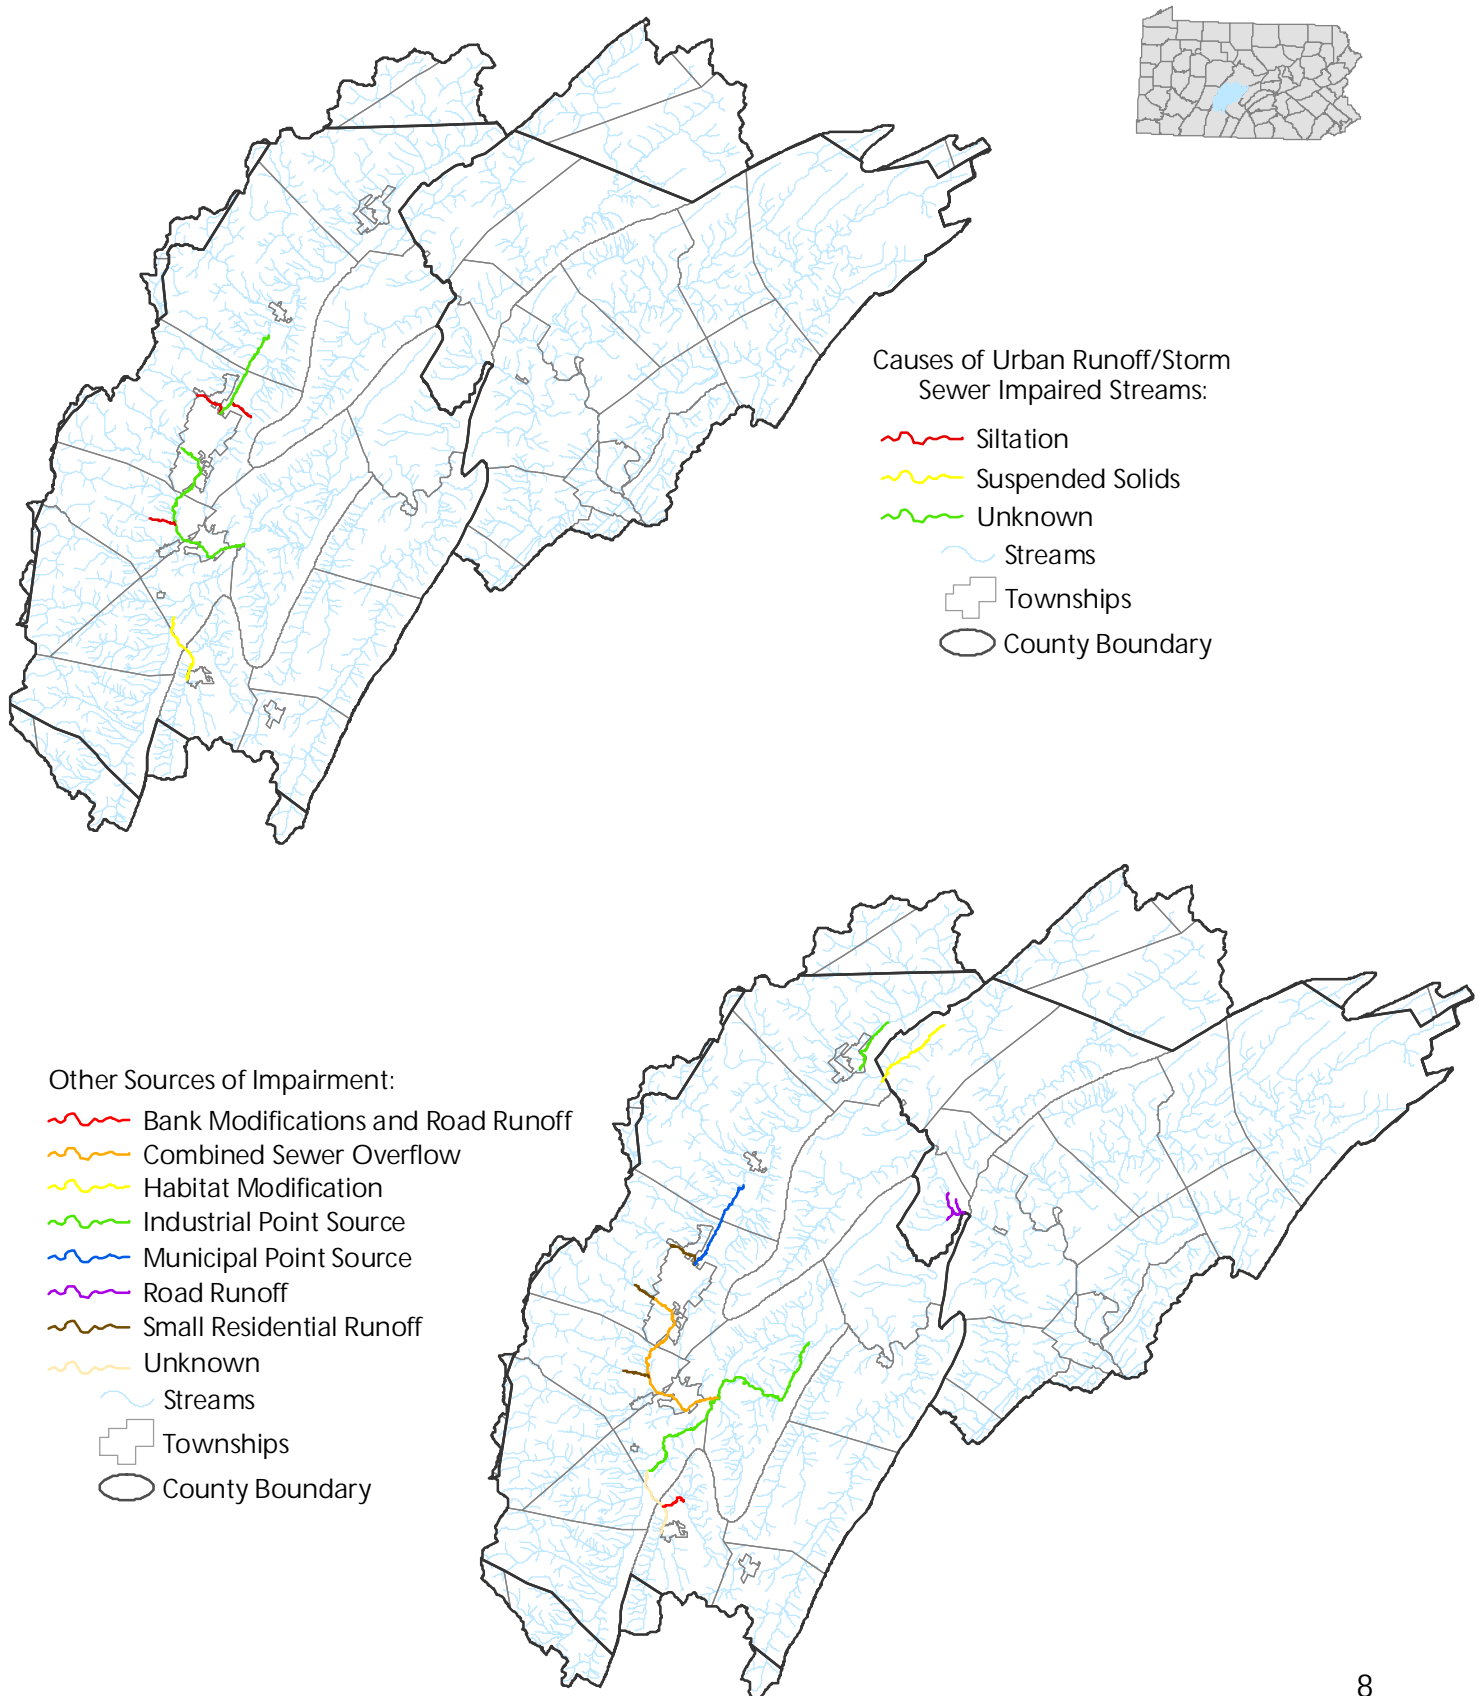 Causes of Urban Runoff/Storm
Sewer Impaired Streams:
Siltation
Suspended Solids
Unknown
Streams
Townships
County Boundary
Other Sources of Impairment:
Bank Modifications and Road Runoff
Combined Sewer Overflow
Habitat Modification
Industrial Point Source
Municipal Point Source
Road Runoff
Small Residential Runoff
Unknown
Streams
Townships
County Boundary
8